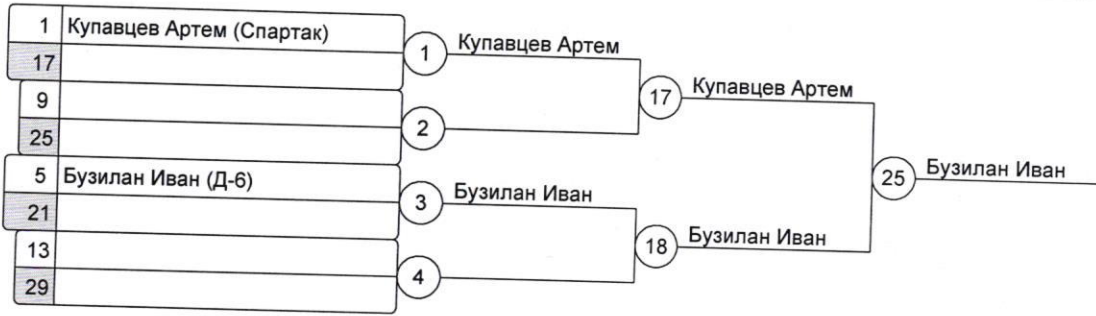 1 Купавцев Артем (Спартак)
17
9
25
5 Бузилан Иван (Д-6)
21
13
29
1 Купавцев Артем
2
3 Бузилан Иван
4
17 Купавцев Артем
18 Бузилан Иван
25 Бузилан Иван